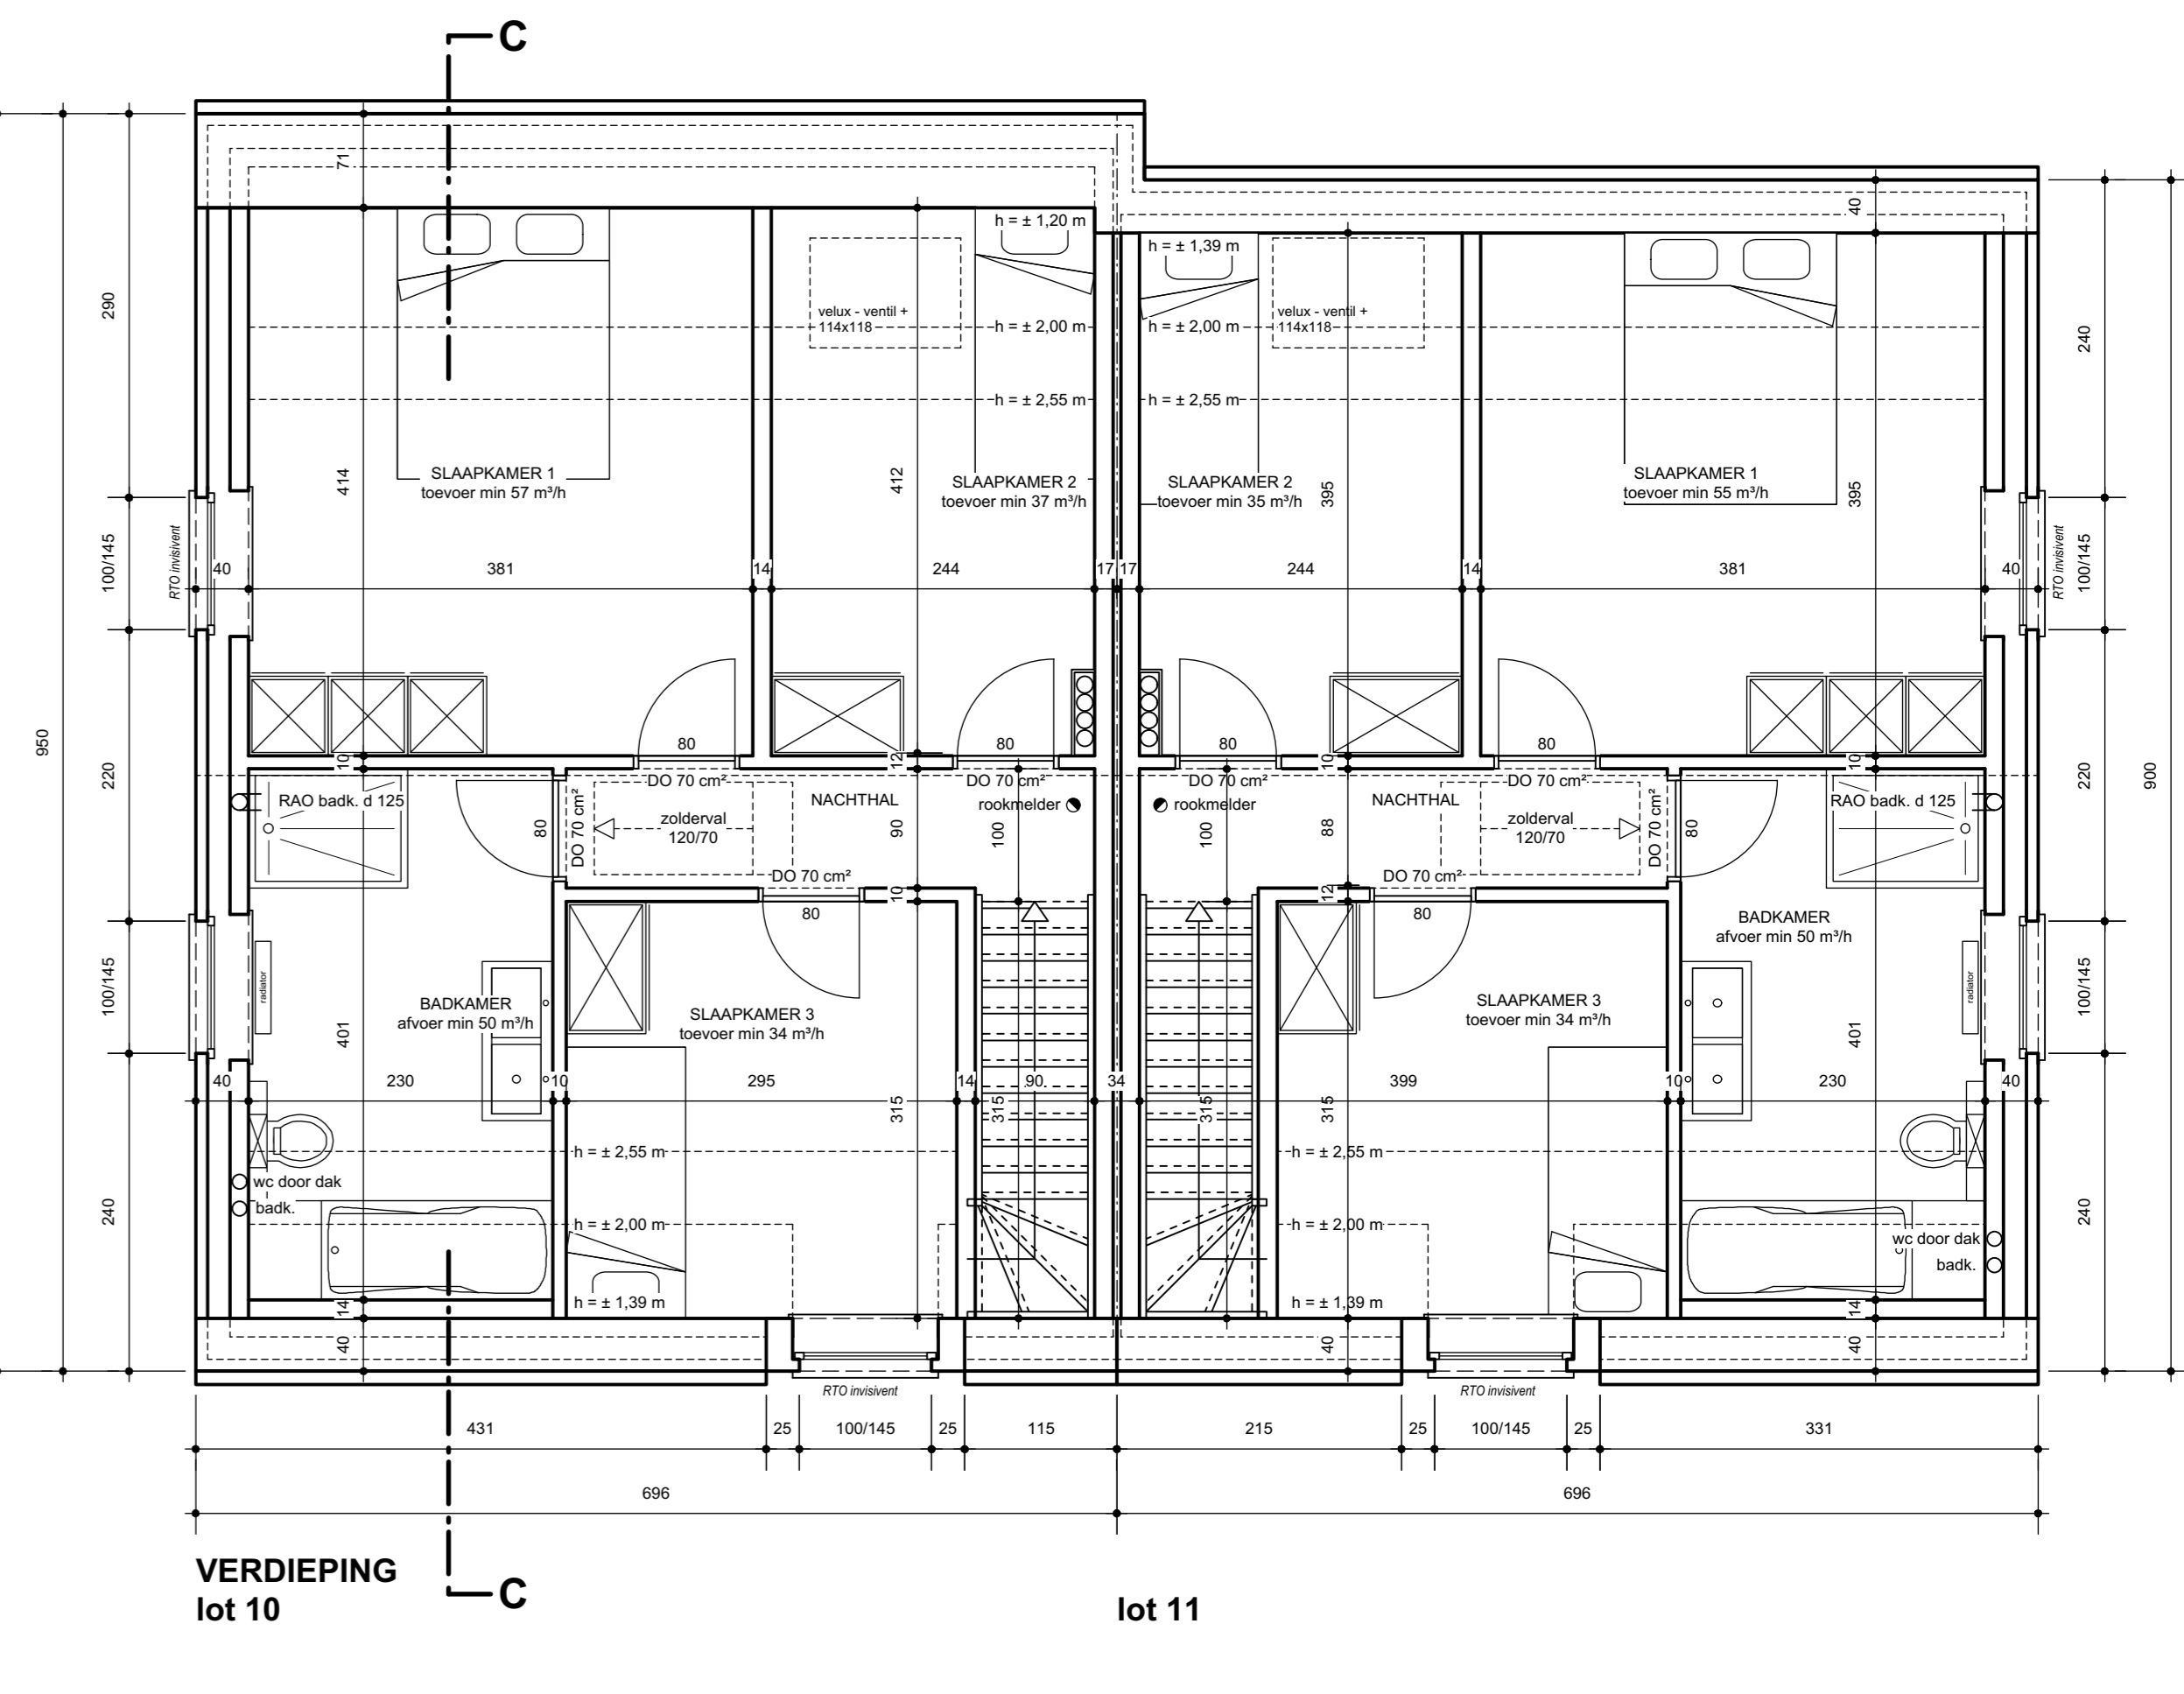 C
71
40
h = ± 1,20 m
h = ± 1,39 m
290
velux - ventil +
114x118
velux - ventil +
114x118
h = ± 2,00 m
h = ± 2,00 m
240
h = ± 2,55 m
h = ± 2,55 m
SLAAPKAMER 1
toevoer min 57 m³/h
414
412
SLAAPKAMER 2
toevoer min 37 m³/h
SLAAPKAMER 2
toevoer min 35 m³/h
395
SLAAPKAMER 1
toevoer min 55 m³/h
395
100/145
RTO invisivent
40
381
14
244
17
17
244
14
381
40
RTO invisivent
100/145
950
220
10
80
12
80
80
10
80
10
220
900
DO 70 cm²
DO 70 cm²
DO 70 cm²
DO 70 cm²
RAO badk. d 125
80
DO 70 cm²
zolderval
120/70
NACHTHAL
90
rookmelder
100
rookmelder
100
88
NACHTHAL
zolderval
120/70
DO 70 cm²
80
RAO badk. d 125
DO 70 cm²
DO 70 cm²
10
12
80
80
100/145
radiator
BADKAMER
afvoer min 50 m³/h
401
SLAAPKAMER 3
toevoer min 34 m³/h
SLAAPKAMER 3
toevoer min 34 m³/h
BADKAMER
afvoer min 50 m³/h
401
radiator
100/145
40
230
10
295
14
90
34
399
10
230
40
315
315
315
315
h = ± 2,55 m
h = ± 2,55 m
wc door dak
badk.
240
h = ± 2,00 m
h = ± 2,00 m
wc door dak
badk.
240
h = ± 1,39 m
h = ± 1,39 m
14
14
40
40
40
RTO invisivent
RTO invisivent
431
25
100/145
25
115
215
25
100/145
25
331
696
696
VERDIEPING
lot 10
C
lot 11